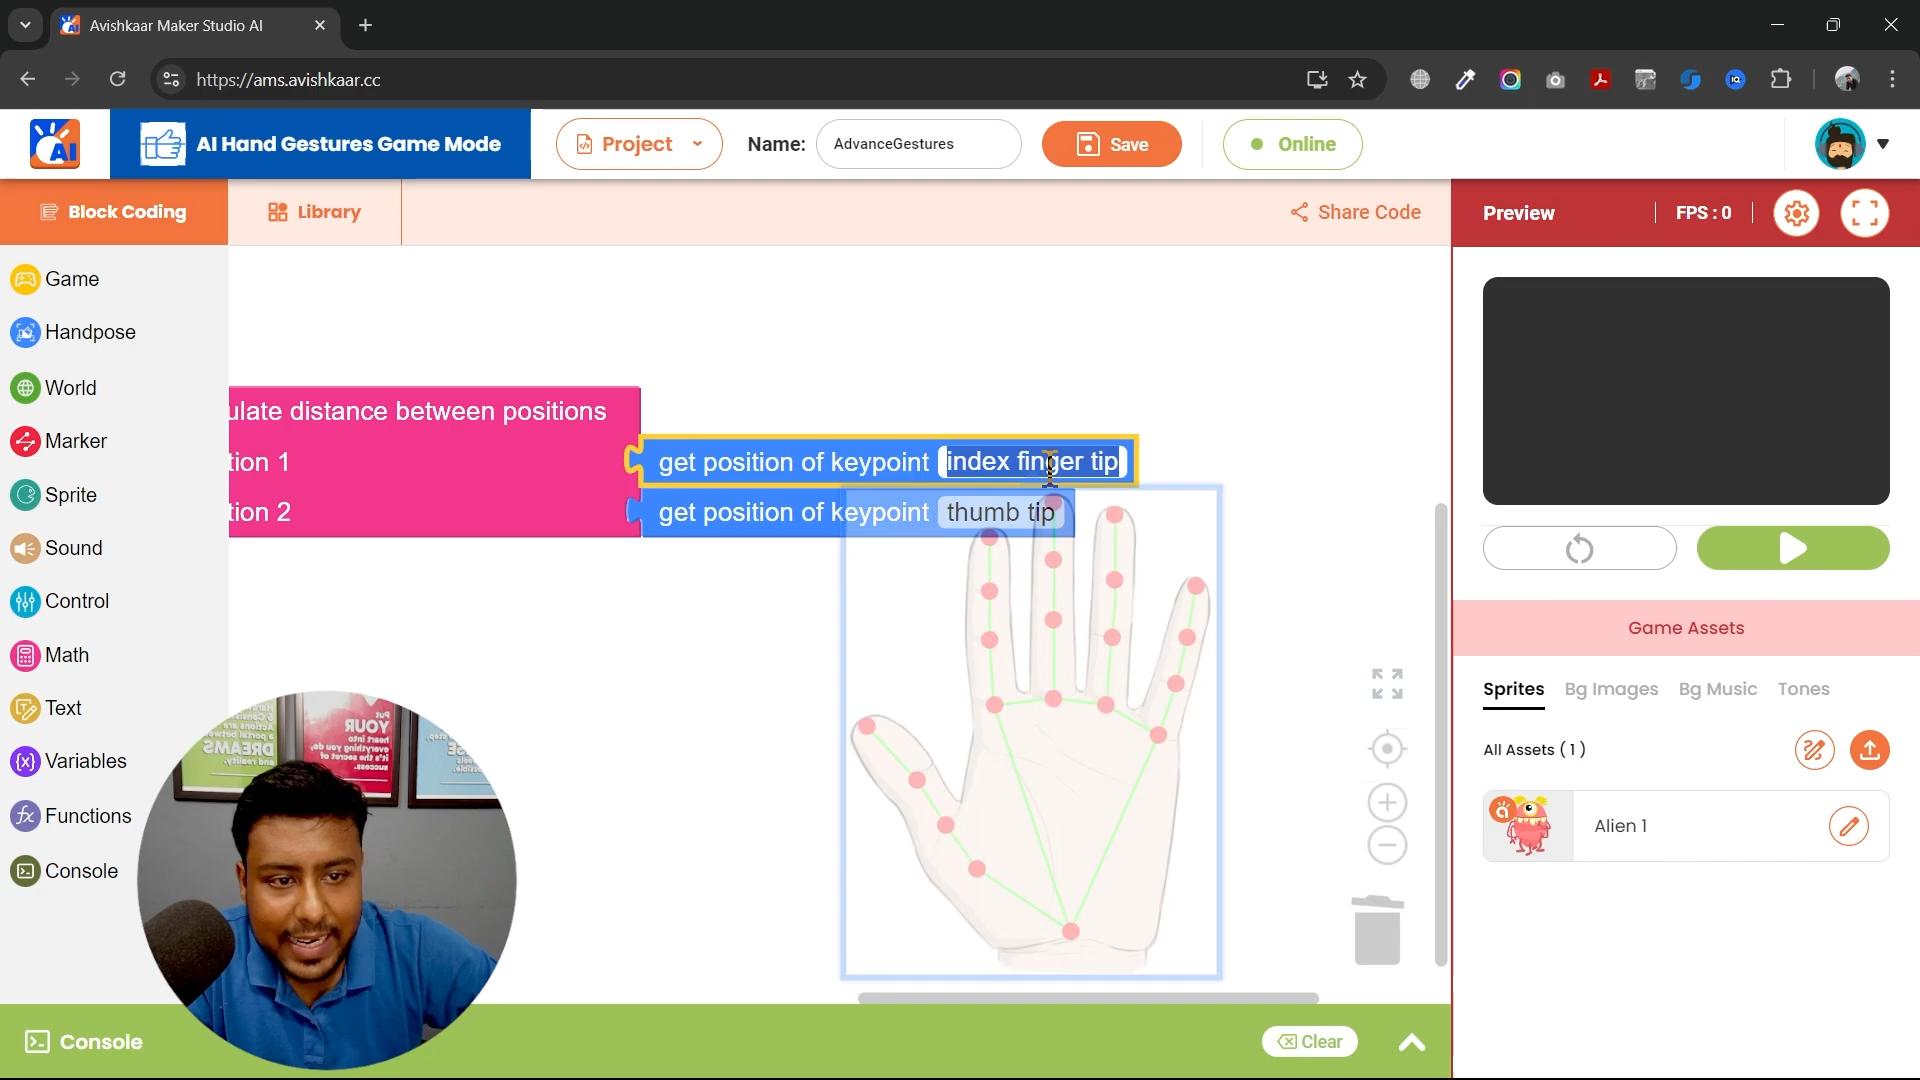 Avishkaar Maker Studio AI
https://ams.avishkaar.cc
AI
AI Hand Gestures Game Mode
Project
Name:
AdvanceGestures
Save
Online
Block Coding
Library
Share Code
Preview
FPS : 0
Game
Handpose
World
Marker
Sprite
Sound
Control
Math
Text
Variables
Functions
Console
ulate distance between positions
tion 1
get position of keypoint index finger tip
tion 2
get position of keypoint thumb tip
Game Assets
Sprites
Bg Images
Bg Music
Tones
All Assets ( 1 )
Alien 1
DREAMS
YOUR
Console
Clear